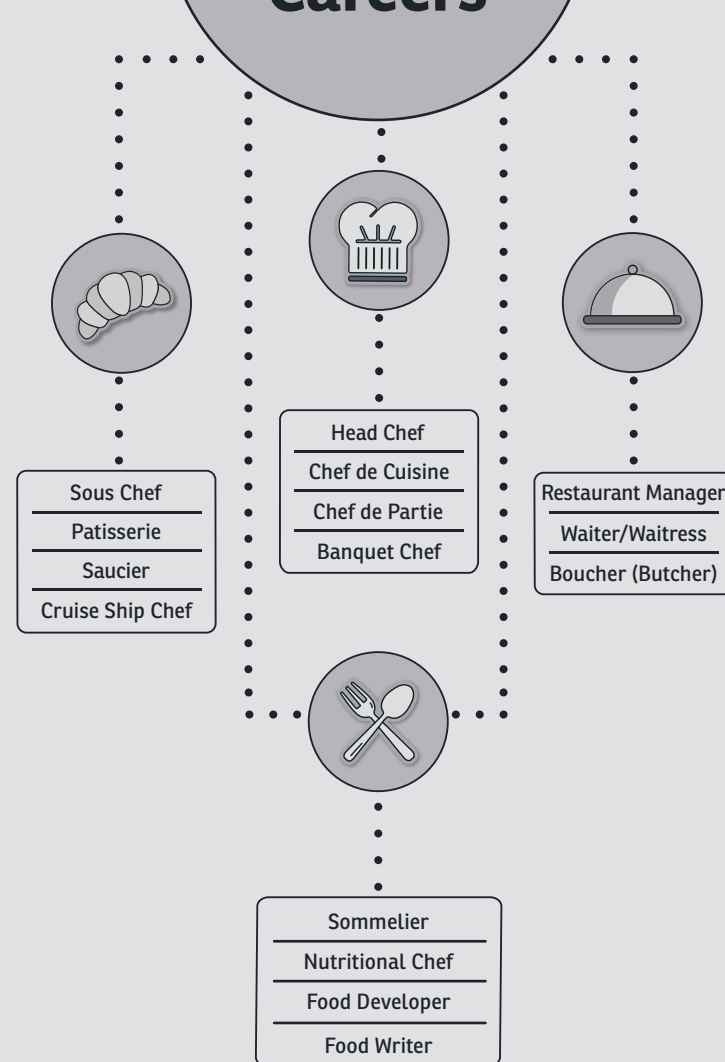 Careers
Head Chef
Chef de Cuisine
Chef de Partie
Banquet Chef
Sous Chef
Patisserie
Saucier
Cruise Ship Chef
Restaurant Manager
Waiter/Waitress
Boucher (Butcher)
Sommelier
Nutritional Chef
Food Developer
Food Writer